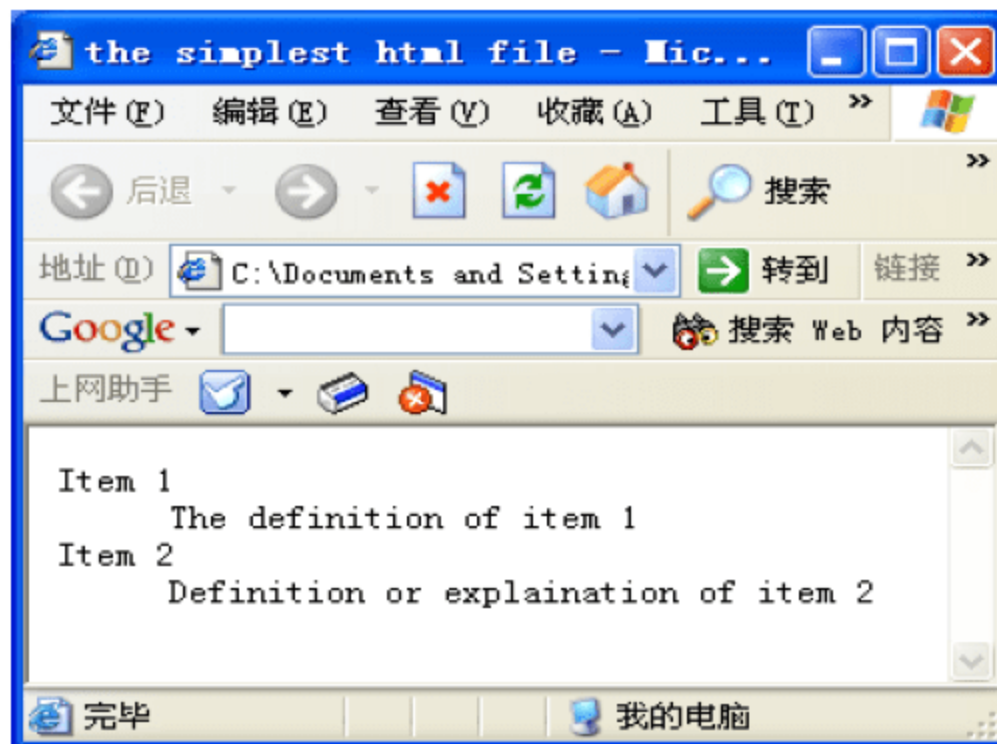 the simplest html file - Mic...
文件(F) 编辑(E) 查看(V) 收藏(A) 工具(T) »
后退 搜索 »
地址(D) C:\Documents and Setting 转到 链接 »
Google 搜索 Web 内容 »
上网助手
Item 1
The definition of item 1
Item 2
Definition or explaination of item 2
完毕 我的电脑